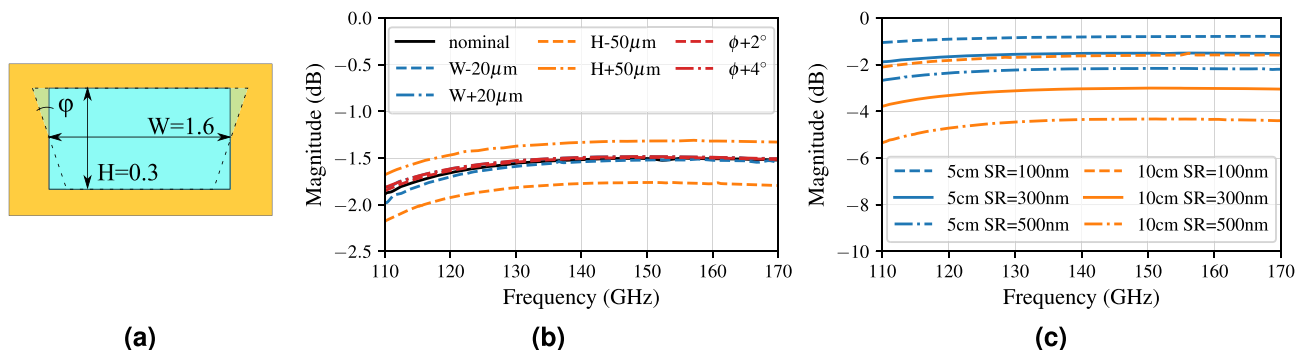 φ
W=1.6
H=0.3
(a)
Magnitude (dB)
0.0
−0.5
−1.0
−1.5
−2.0
−2.5
nominal
W-20μm
W+20μm
H-50μm
H+50μm
ϕ+2°
ϕ+4°
110 120 130 140 150 160 170
Frequency (GHz)
(b)
Magnitude (dB)
0
−2
−4
−6
−8
−10
5cm SR=100nm
5cm SR=300nm
5cm SR=500nm
10cm SR=100nm
10cm SR=300nm
10cm SR=500nm
110 120 130 140 150 160 170
Frequency (GHz)
(c)